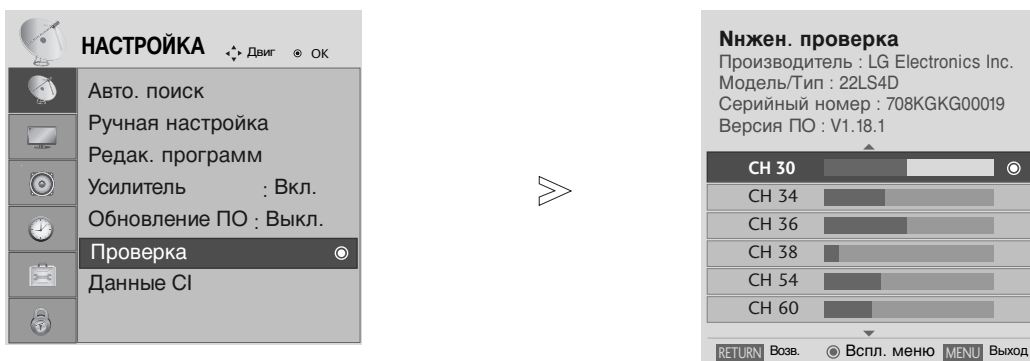 НАСТРОЙКА Двиг ОК
Авто. поиск
Ручная настройка
Редак. программ
Усилитель : Вкл.
Обновление ПО : Выкл.
Проверка
Данные CI
Nнжен. проверка
Производитель : LG Electronics Inc.
Модель/Тип : 22LS4D
Серийный номер : 708KGKG00019
Версия ПО : V1.18.1
CH 30
CH 34
CH 36
CH 38
CH 54
CH 60
RETURN Возв. Вспл. меню MENU Выход